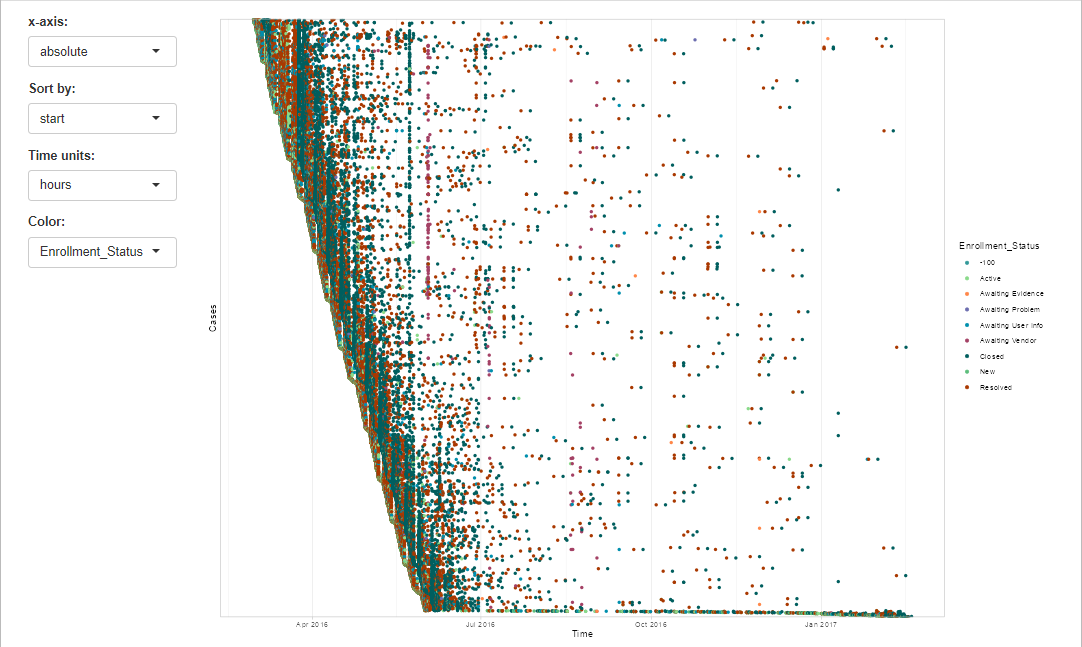 x-axis:
absolute
Sort by:
start
Time units:
hours
Color:
Enrollment_Status
Cases
Apr 2016
Jul 2016
Oct 2016
Jan 2017
Time
Enrollment_Status
-100
Active
Awaiting Evidence
Awaiting Problem
Awaiting User Info
Awaiting Vendor
Closed
New
Resolved